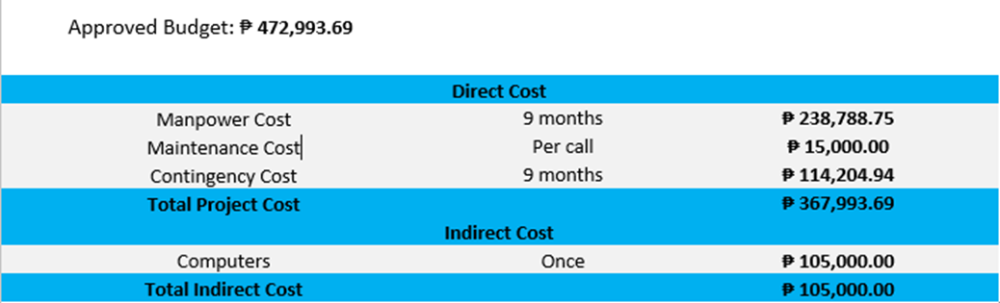 Approved Budget: ₱ 472,993.69
Direct Cost
Manpower Cost 9 months ₱ 238,788.75
Maintenance Cost Per call ₱ 15,000.00
Contingency Cost 9 months ₱ 114,204.94
Total Project Cost ₱ 367,993.69
Indirect Cost
Computers Once ₱ 105,000.00
Total Indirect Cost ₱ 105,000.00